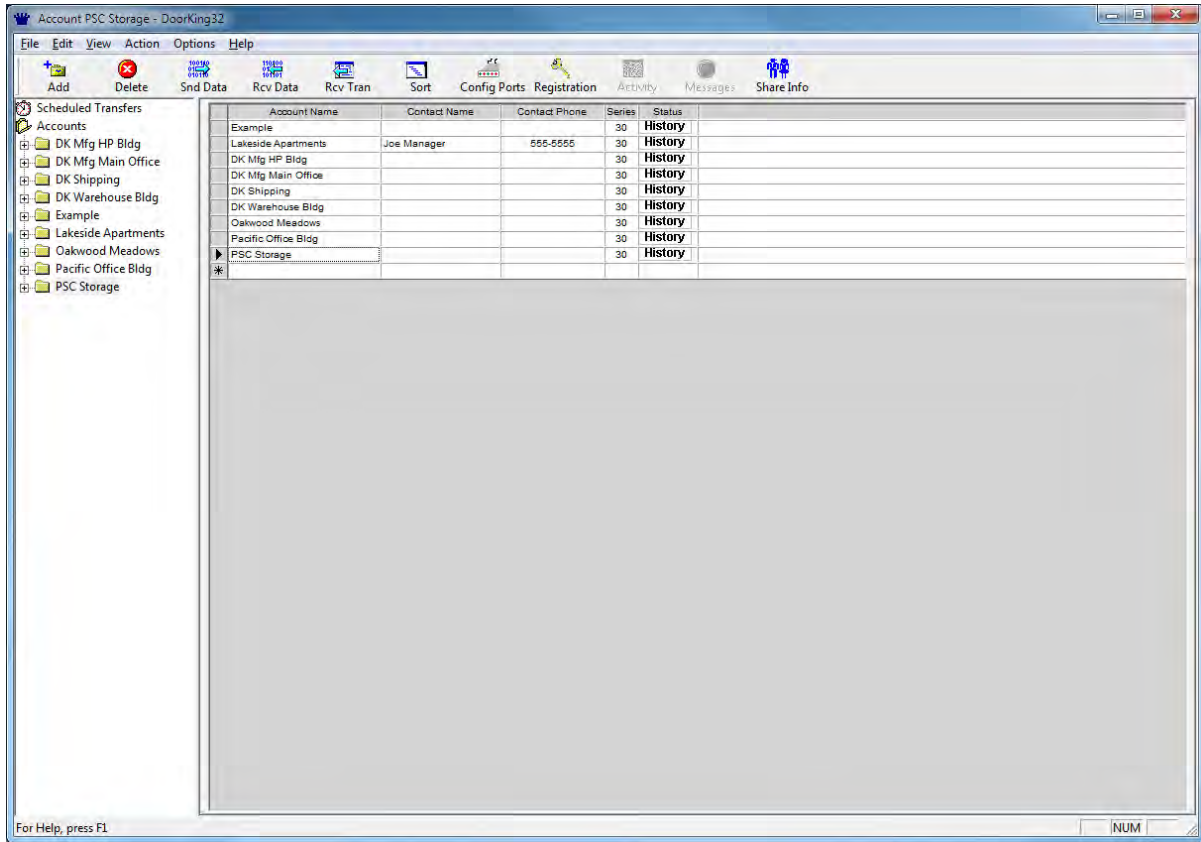 Account PSC Storage - DoorKing32
File Edit View Action Options Help
Add Delete Snd Data Rcv Data Rcv Tran Sort Config Ports Registration Activity Messages Share Info
Scheduled Transfers
Accounts
DK Mfg HP Bldg
DK Mfg Main Office
DK Shipping
DK Warehouse Bldg
Example
Lakeside Apartments
Oakwood Meadows
Pacific Office Bldg
PSC Storage
Account Name Contact Name Contact Phone Series Status
Example 30 History
Lakeside Apartments Joe Manager 555-5555 30 History
DK Mfg HP Bldg 30 History
DK Mfg Main Office 30 History
DK Shipping 30 History
DK Warehouse Bldg 30 History
Oakwood Meadows 30 History
Pacific Office Bldg 30 History
PSC Storage 30 History
For Help, press F1
NUM